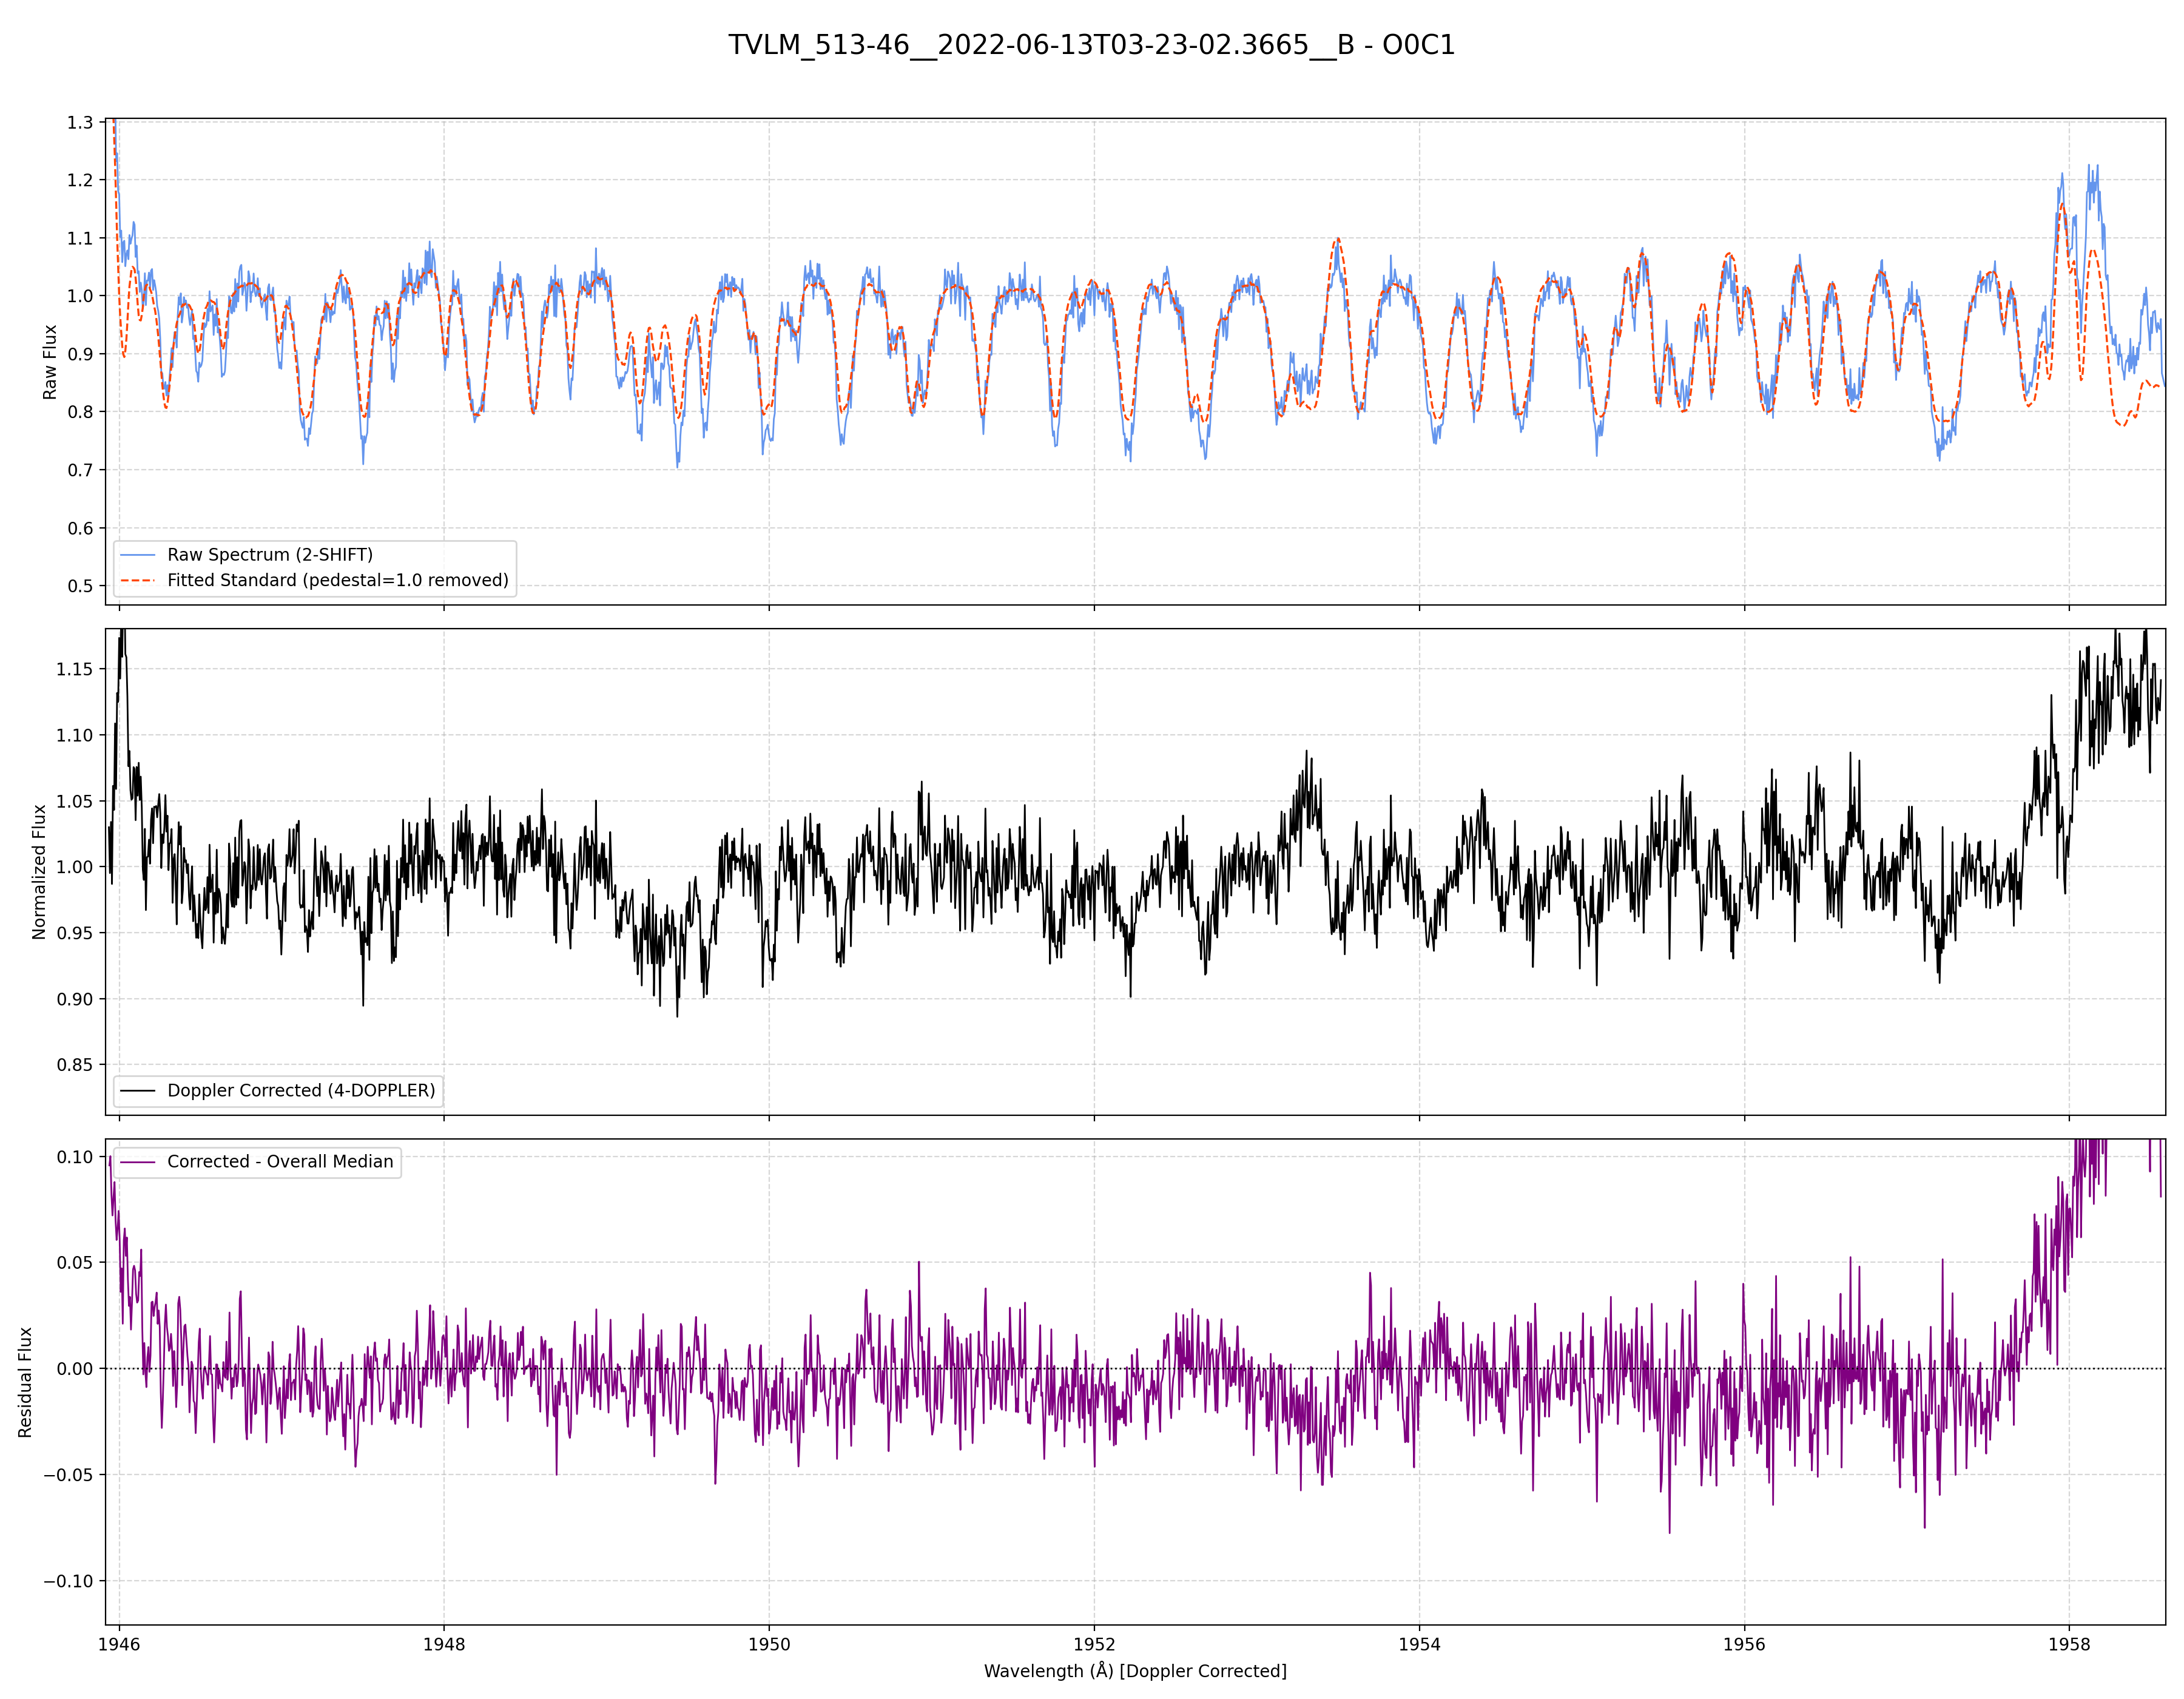 TVLM_513-46__2022-06-13T03-23-02.3665__B - O0C1
1.3
1.2
1.1
1.0
0.9
0.8
0.7
0.6
0.5
Raw Flux
Raw Spectrum (2-SHIFT)
Fitted Standard (pedestal=1.0 removed)
1.15
1.10
1.05
1.00
0.95
0.90
0.85
Normalized Flux
Doppler Corrected (4-DOPPLER)
0.10
0.05
0.00
−0.05
−0.10
Residual Flux
Corrected - Overall Median
1946 1948 1950 1952 1954 1956 1958
Wavelength (Å) [Doppler Corrected]